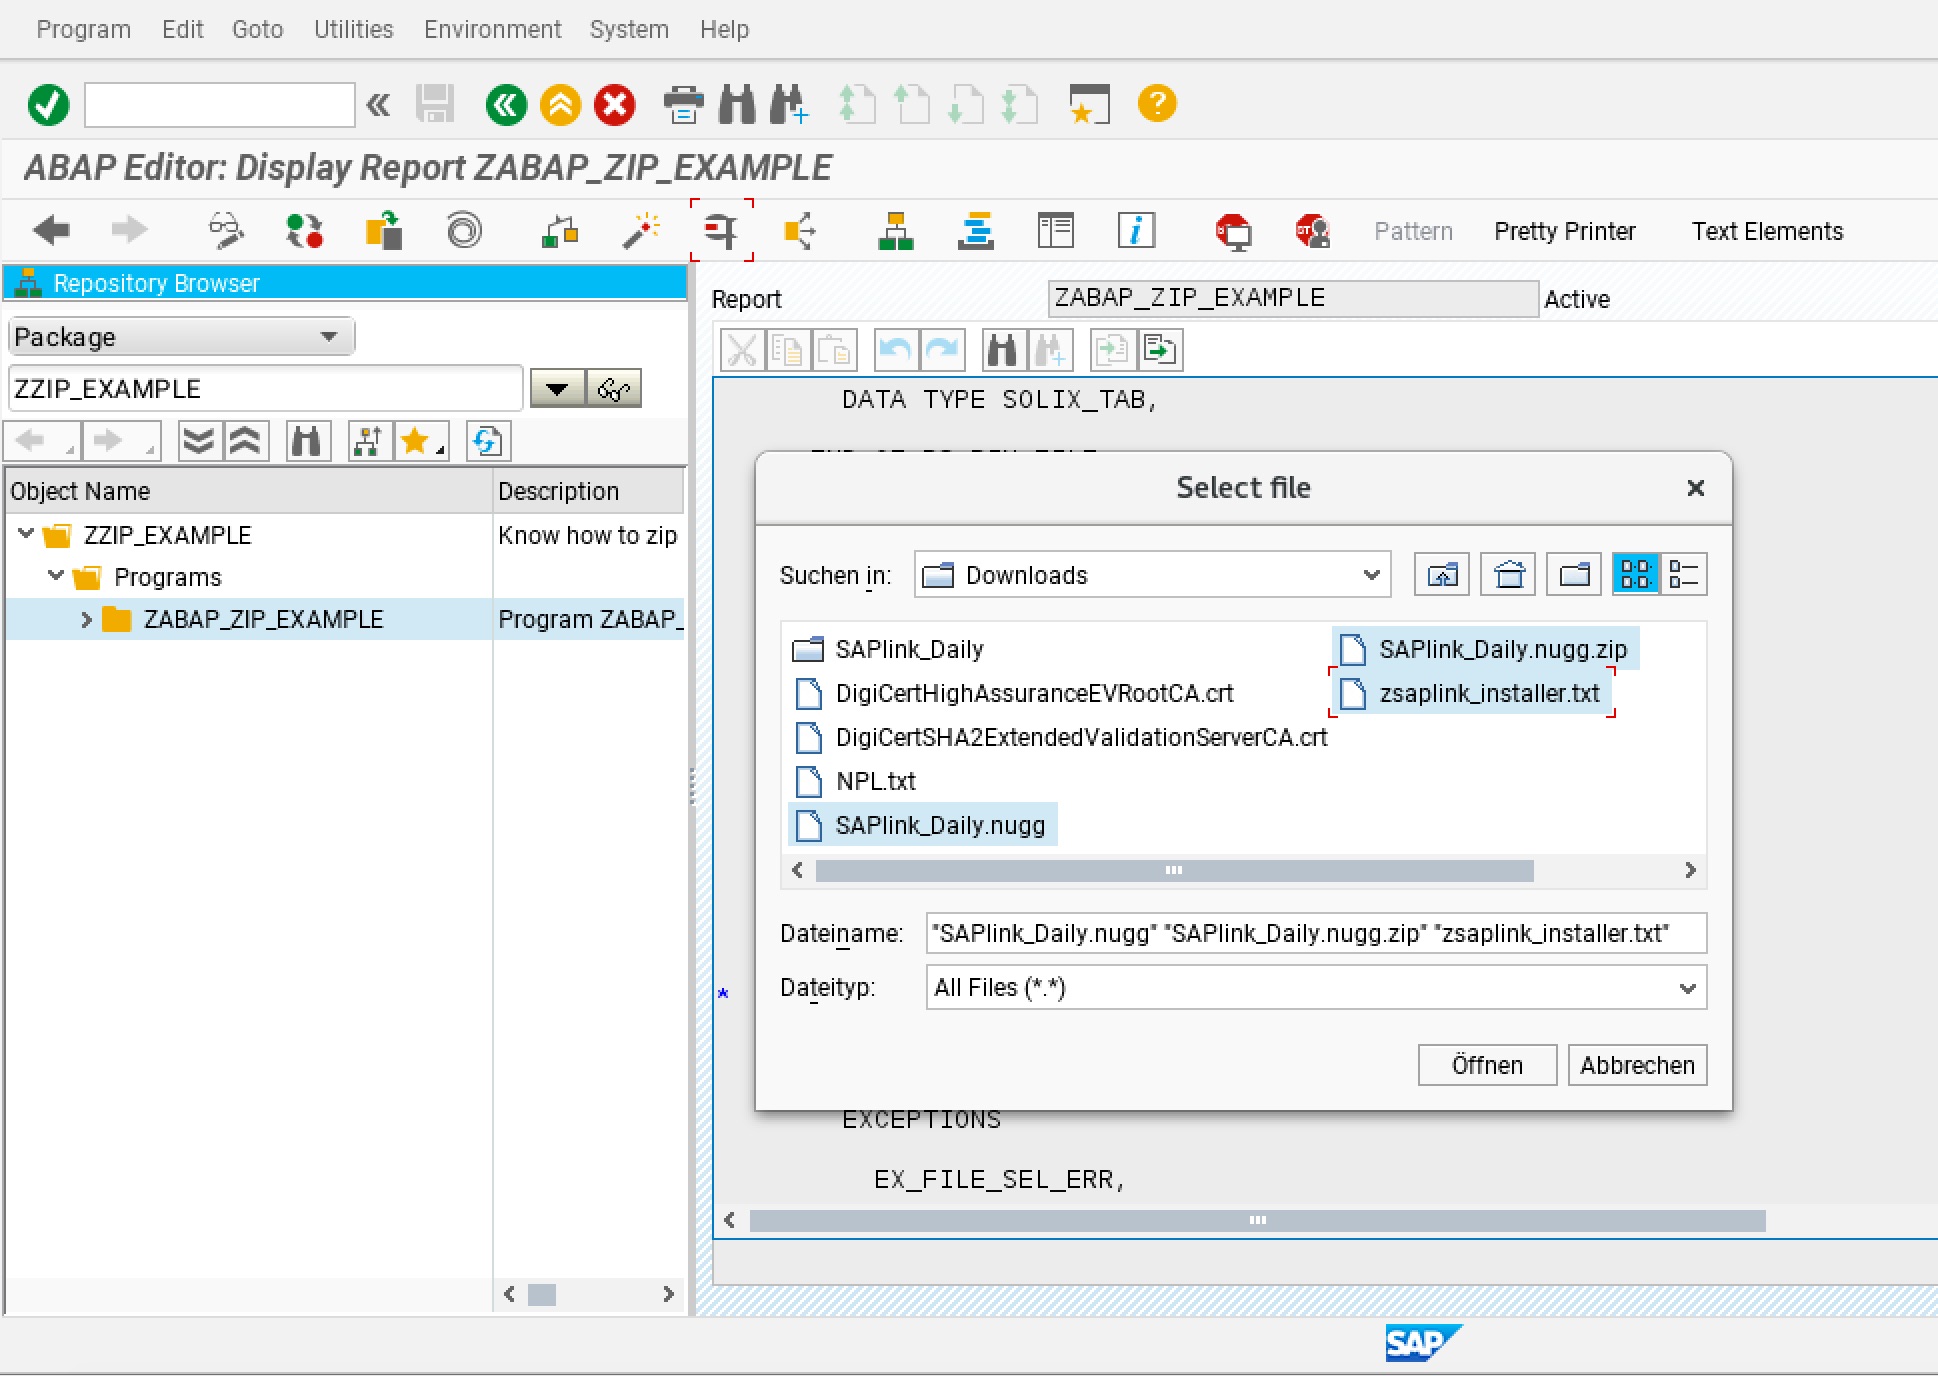 Program Edit Goto Utilities Environment System Help
ABAP Editor: Display Report ZABAP_ZIP_EXAMPLE
Pattern Pretty Printer Text Elements
Repository Browser
Package
ZZIP_EXAMPLE
Object Name Description
ZZIP_EXAMPLE Know how to zip
Programs
ZABAP_ZIP_EXAMPLE Program ZABAP_
Report ZABAP_ZIP_EXAMPLE Active
DATA TYPE SOLIX_TAB,
Select file
Suchen in: Downloads
SAPlink_Daily
DigiCertHighAssuranceEVRootCA.crt
DigiCertSHA2ExtendedValidationServerCA.crt
NPL.txt
SAPlink_Daily.nugg
SAPlink_Daily.nugg.zip
zsaplink_installer.txt
Dateiname: "SAPlink_Daily.nugg" "SAPlink_Daily.nugg.zip" "zsaplink_installer.txt"
Dateityp: All Files (*.*)
Öffnen Abbrechen
*
EXCEPTIONS
EX_FILE_SEL_ERR,
SAP